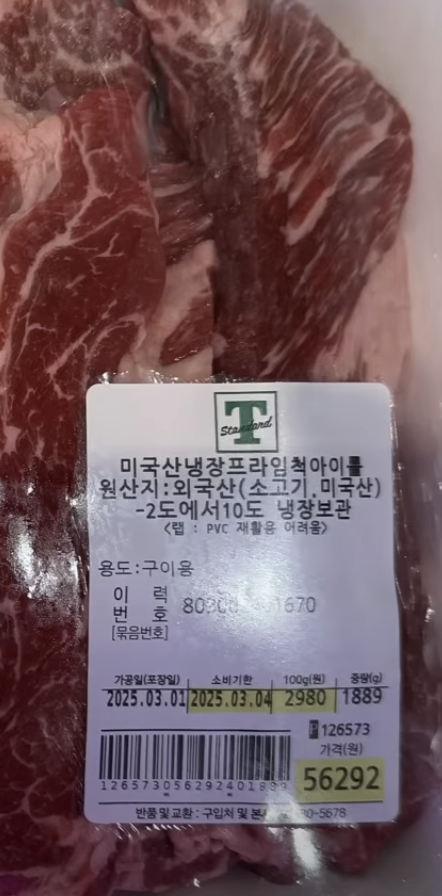 T
Standard
미국산냉장프라임척아이롤
원산지:외국산(소고기.미국산)
-2도에서10도 냉장보관
<랩 : PVC 재활용 어려움>
용도:구이용
이 력
번 호
[묶음번호]
가공일(포장일) 소비기한 100g(원) 중량(g)
2025.03.01 2025.03.04 2980 1889
P 126573
가격(원)
56292
반품및교환 : 구입처 및